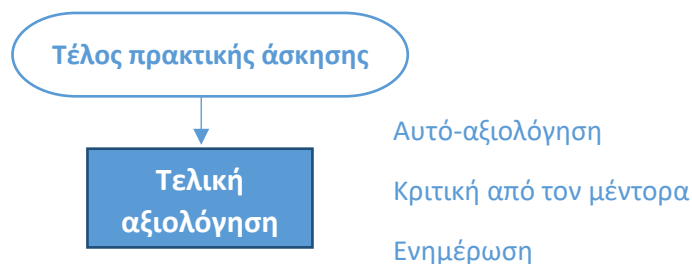 Τέλος πρακτικής άσκησης
Τελική
αξιολόγηση
Αυτό-αξιολόγηση
Κριτική από τον μέντορα
Ενημέρωση